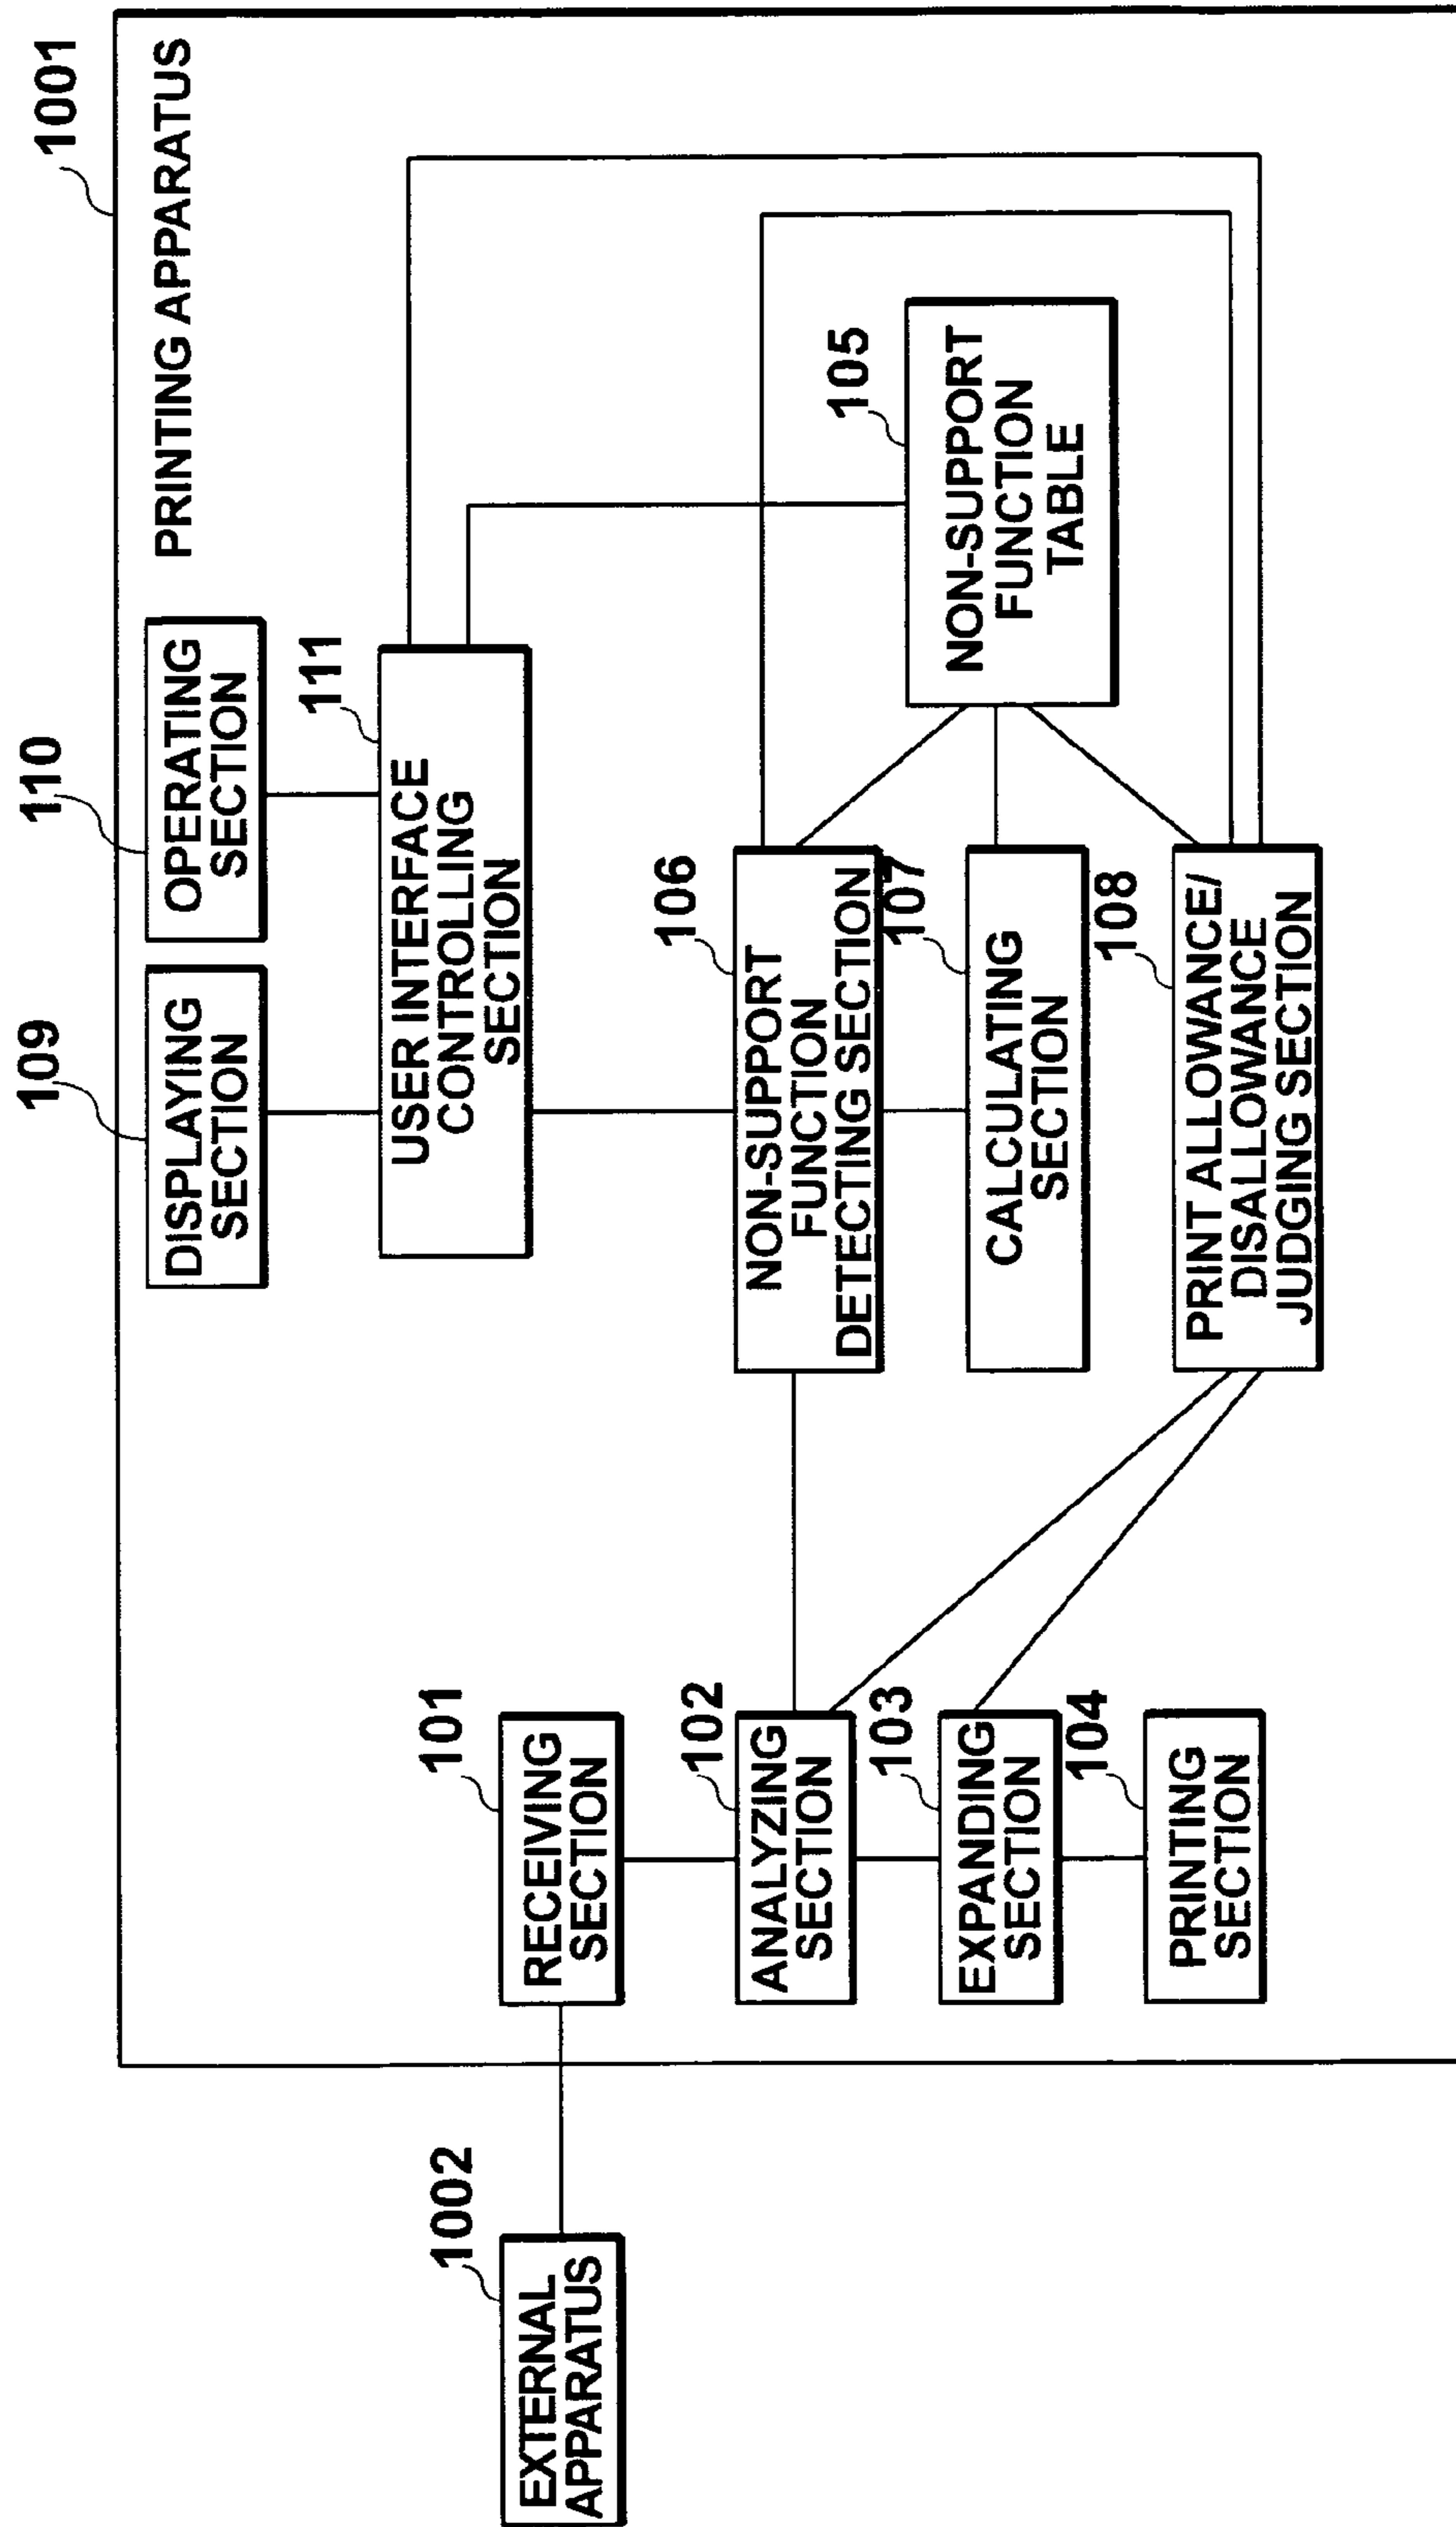 1001
PRINTING APPARATUS
110
OPERATING
SECTION
109
DISPLAYING
SECTION
111
USER INTERFACE
CONTROLLING
SECTION
105
NON-SUPPORT
FUNCTION
TABLE
106
NON-SUPPORT
FUNCTION
DETECTING SECTION
107
CALCULATING
SECTION
108
PRINT ALLOWANCE/
DISALLOWANCE
JUDGING SECTION
101
RECEIVING
SECTION
102
ANALYZING
SECTION
103
EXPANDING
SECTION
104
PRINTING
SECTION
1002
EXTERNAL
APPARATUS